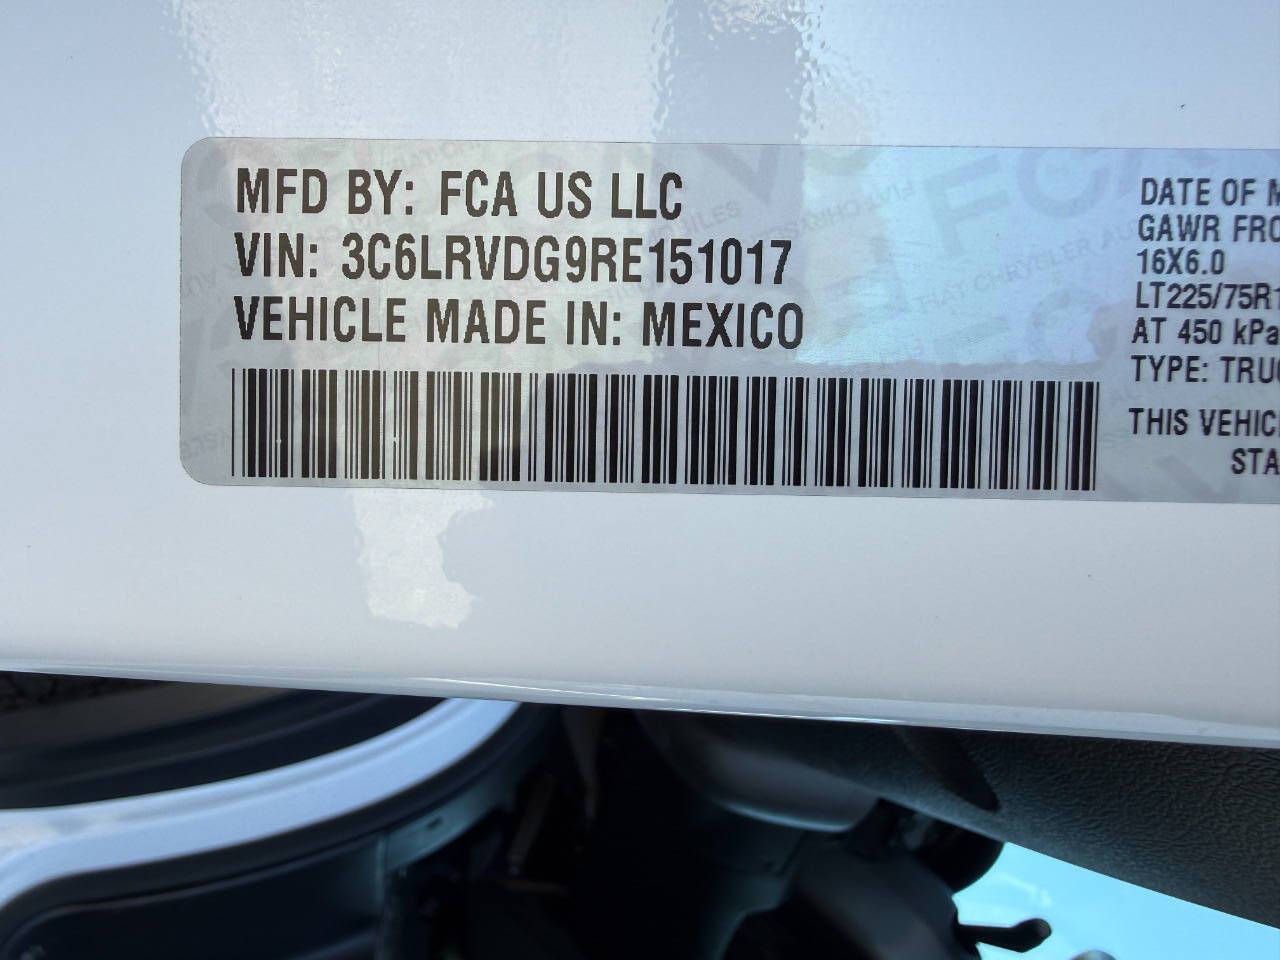 MFD BY: FCA US LLC
VIN: 3C6LRVDG9RE151017
VEHICLE MADE IN: MEXICO
DATE OF
GAWR
16X6.0
LT225/75R
AT 450 kPa
TYPE:
THIS